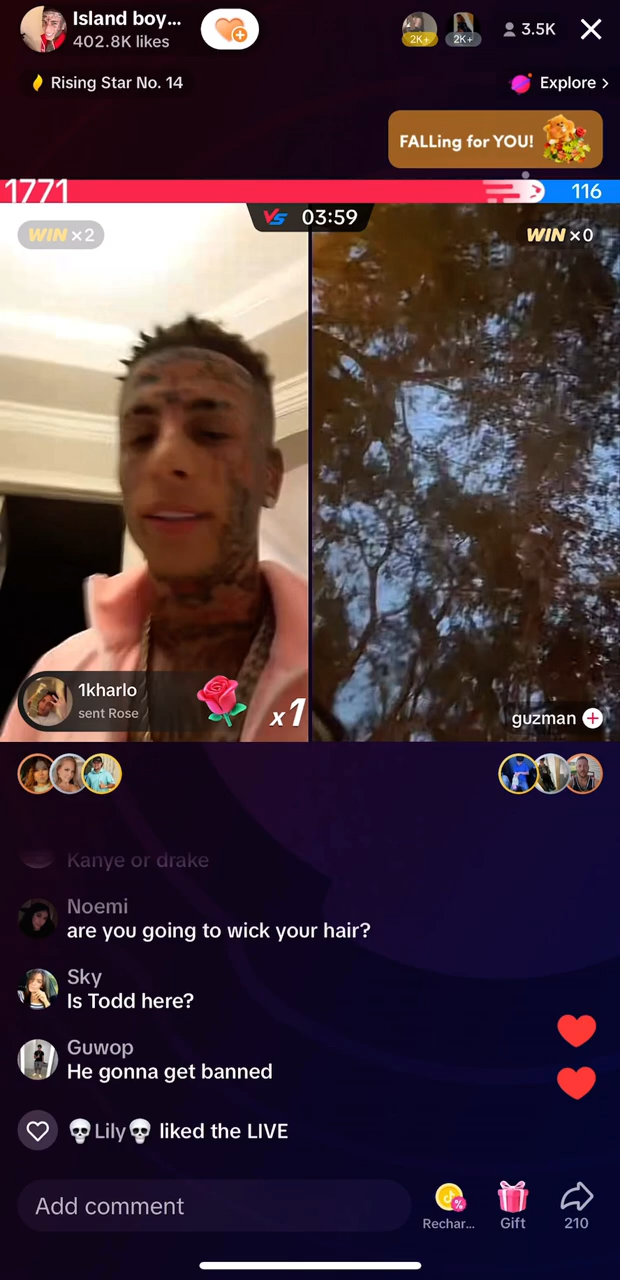 Island boy...
402.8K likes
2K+
2K+
3.5K
Rising Star No. 14
Explore >
FALLing for YOU!
1771
116
VS 03:59
WIN ×2
WIN ×0
1kharlo
sent Rose
x1
guzman
Kanye or drake
Noemi
are you going to wick your hair?
Sky
Is Todd here?
Guwop
He gonna get banned
💀Lily💀 liked the LIVE
Add comment
Rechar...
Gift
210